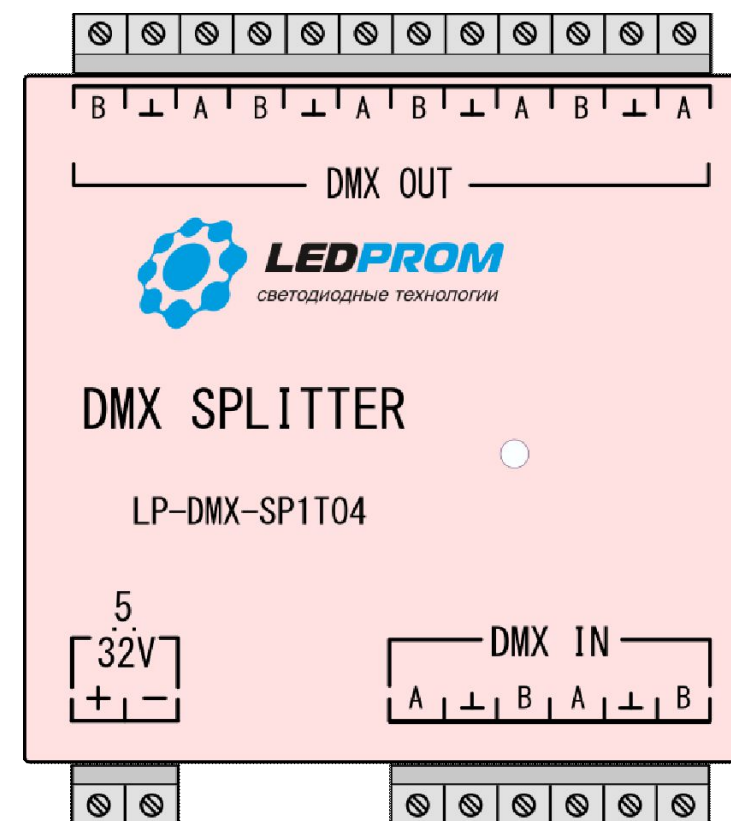 B ⊥ A B ⊥ A B ⊥ A B ⊥ A
DMX OUT
LEDPROM
светодиодные технологии
DMX SPLITTER
LP-DMX-SP1TO4
5
..
32V
+ −
DMX IN
A ⊥ B A ⊥ B